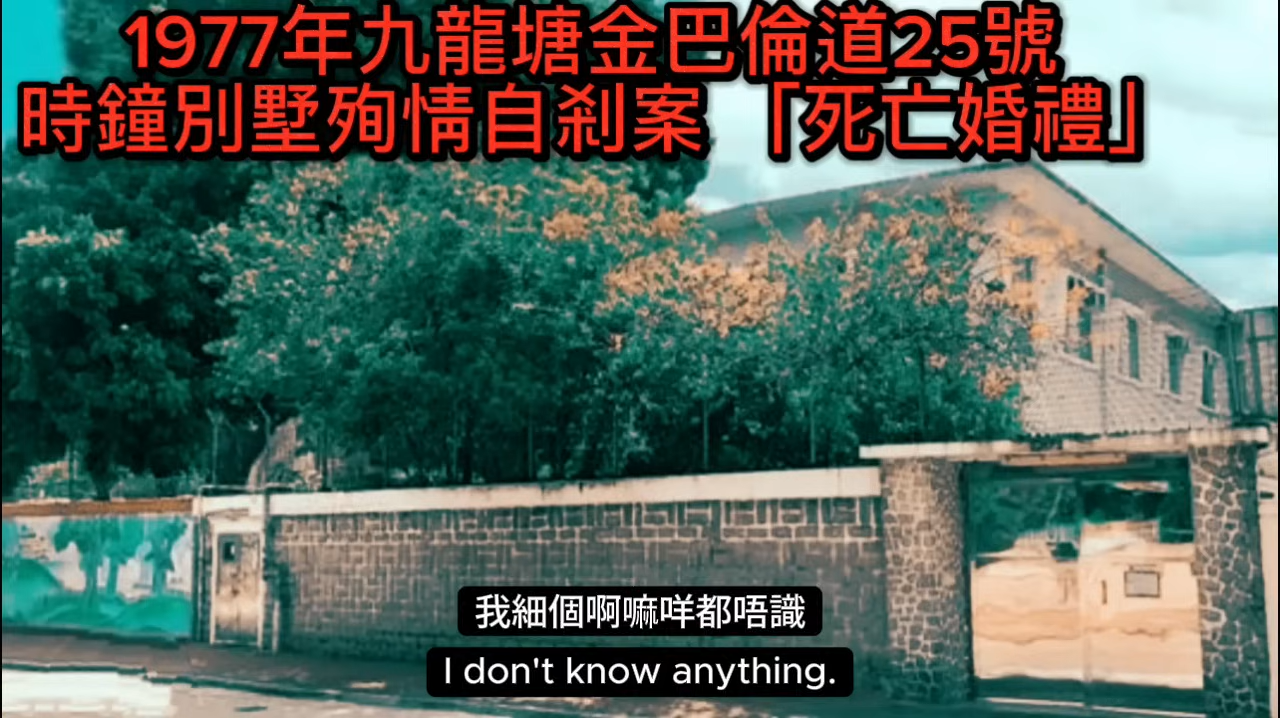 1977年九龍塘金巴倫道25號
時鐘別墅殉情自剎案 「死亡婚禮」
我細個啊嘛咩都唔識
I don't know anything.